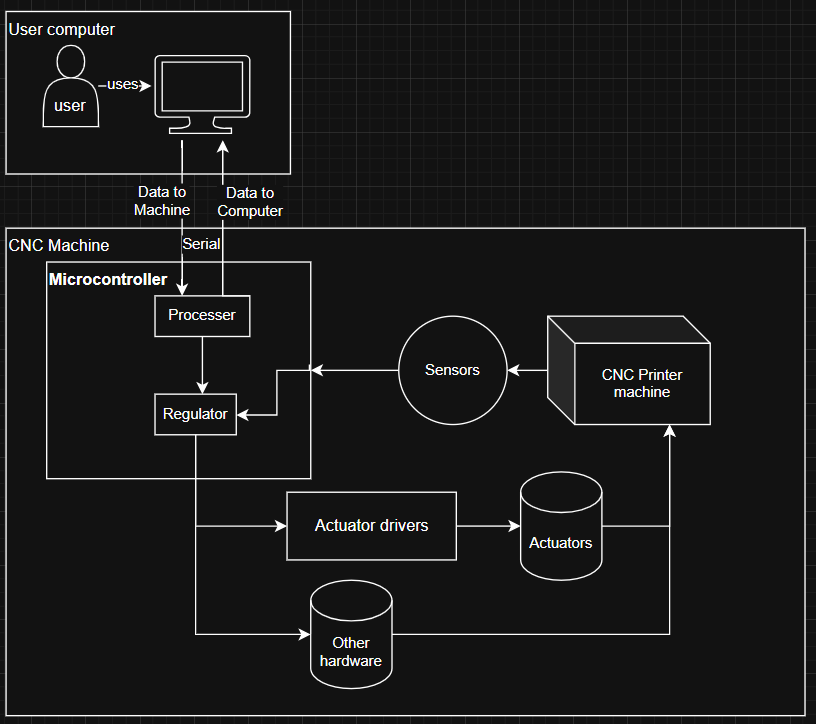 User computer
uses
user
Data to
Machine
Data to
Computer
Serial
CNC Machine
Microcontroller
Processer
Sensors
CNC Printer
machine
Regulator
Actuator drivers
Actuators
Other
hardware